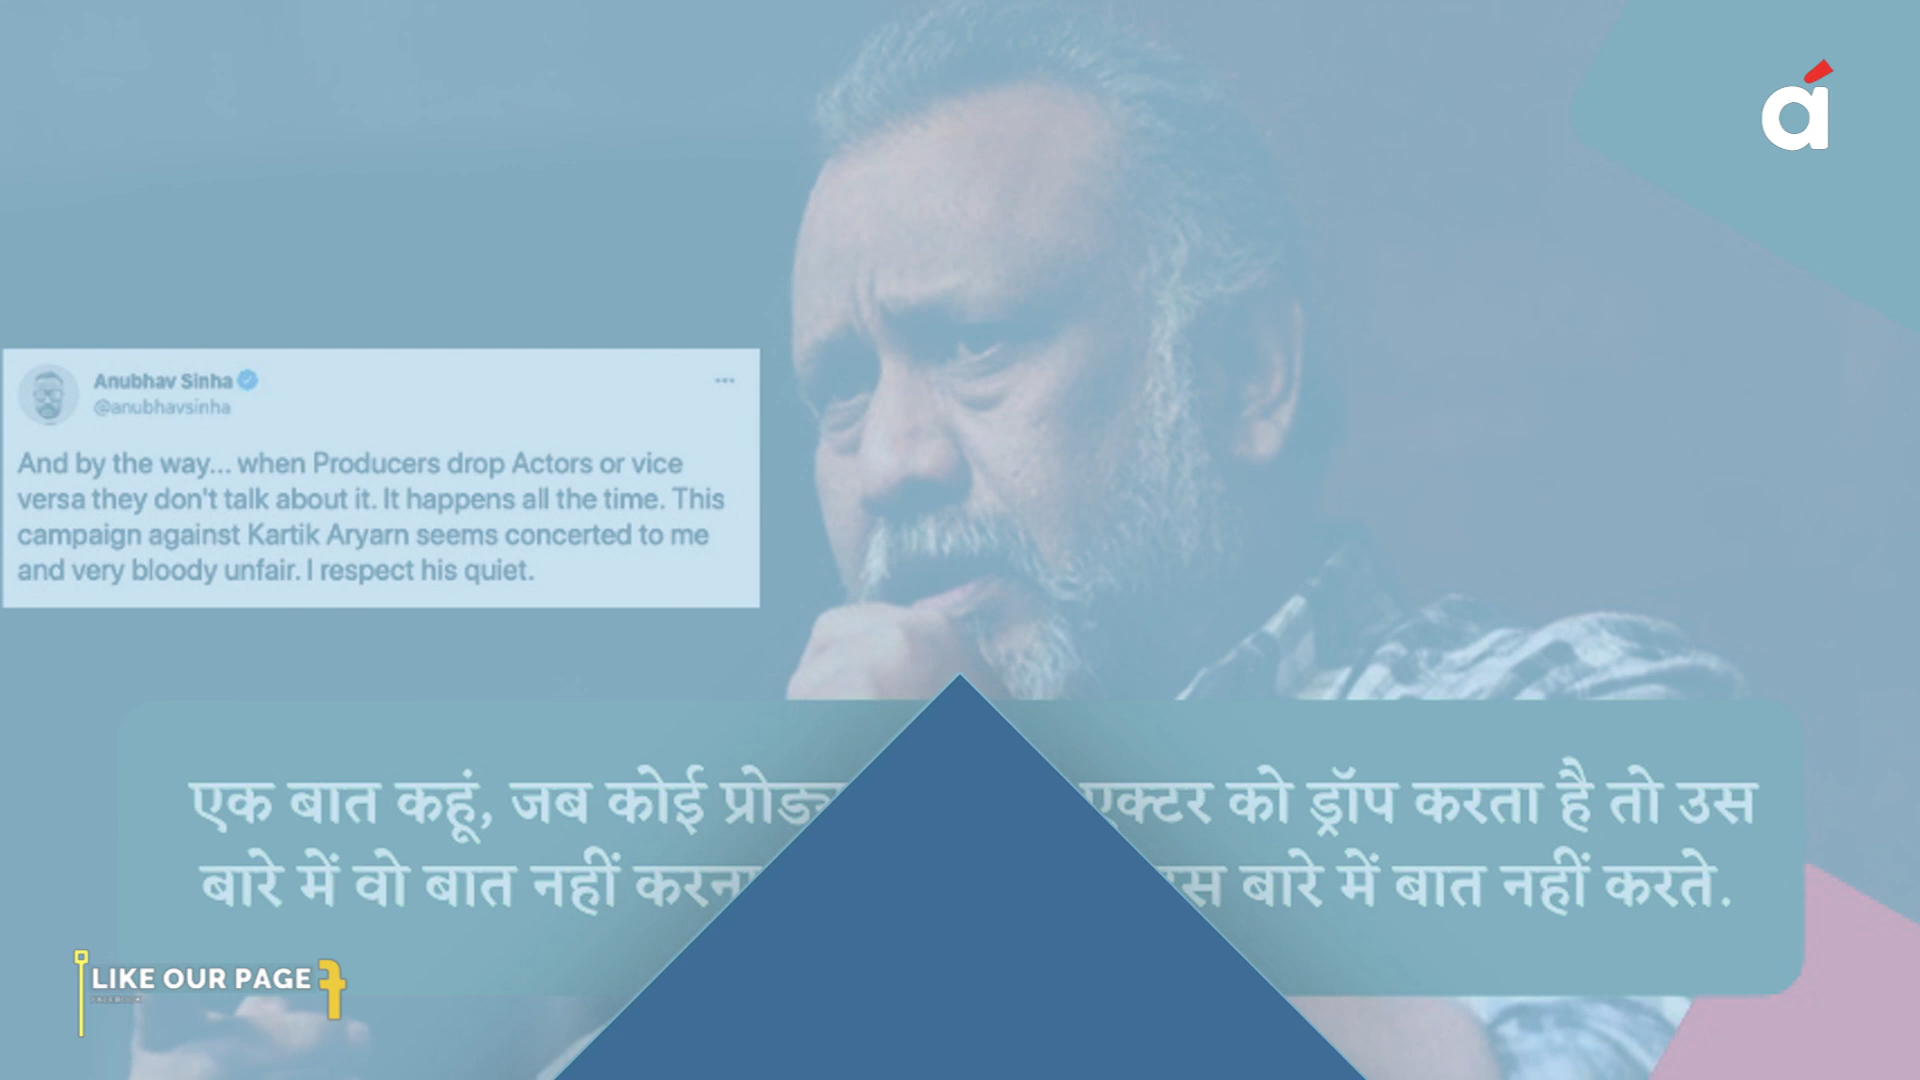 á
Anubhav Sinha
@anubhavsinha
And by the way... when Producers drop Actors or vice
versa they don't talk about it. It happens all the time. This
campaign against Kartik Aryarn seems concerted to me
and very bloody unfair. I respect his quiet.
एक बात कहूं, जब कोई को ड्रॉप करता है तो उस
बारे में वो बात नहीं बारे में बात नहीं करते.
LIKE OUR PAGE
FACEBOOK